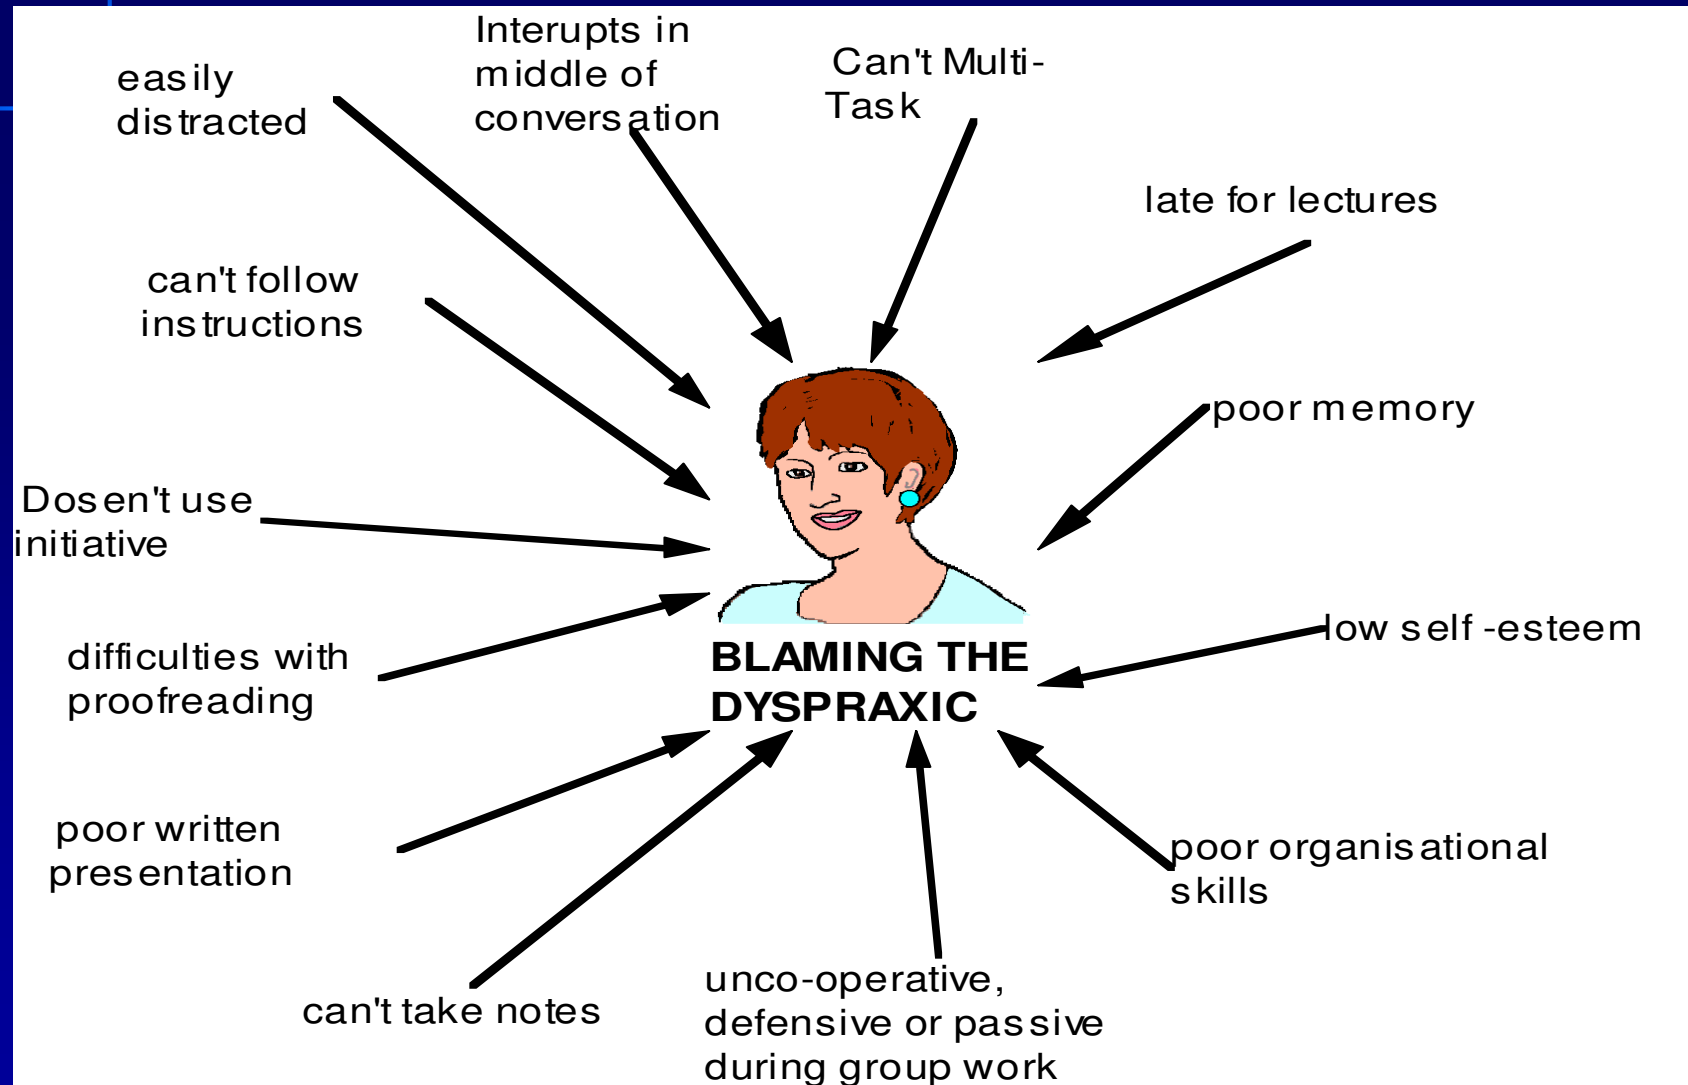 easily
distracted
Interupts in
middle of
conversation
Can't Multi-
Task
late for lectures
can't follow
instructions
poor memory
Dosen't use
initiative
low self -esteem
difficulties with
proofreading
BLAMING THE
DYSPRAXIC
poor written
presentation
poor organisational
skills
can't take notes
unco-operative,
defensive or passive
during group work